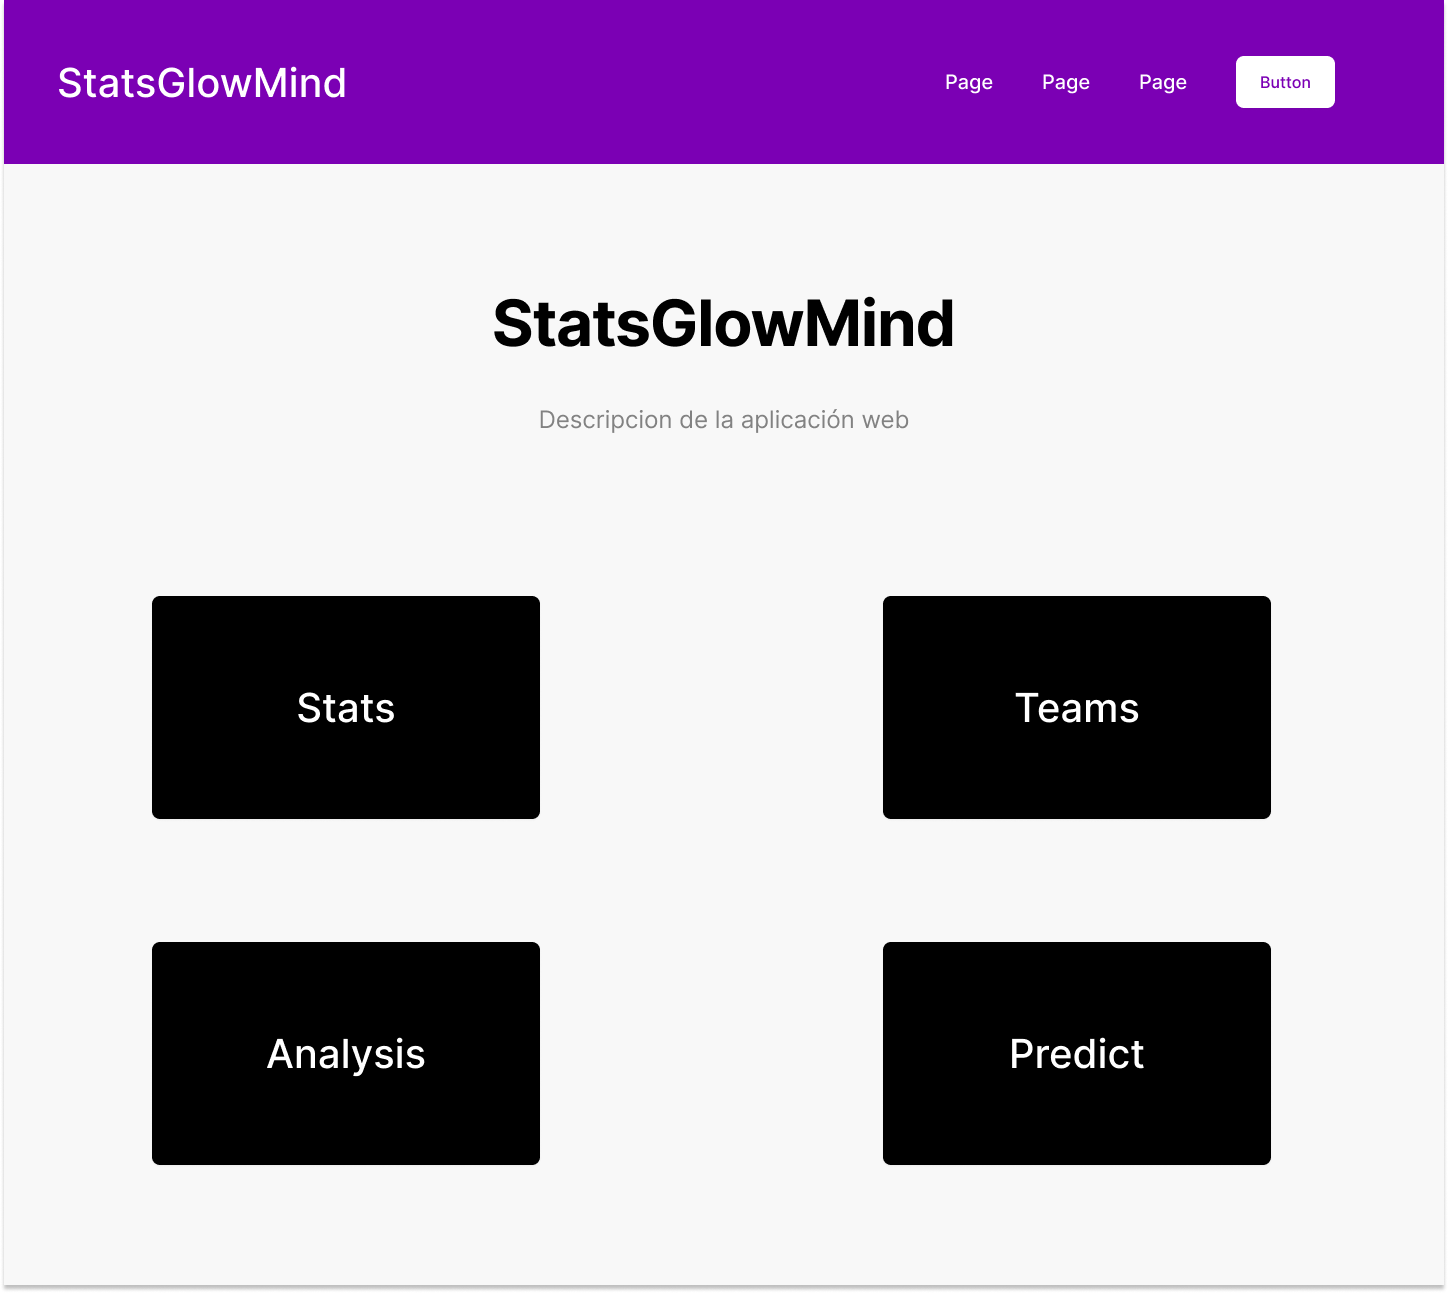 StatsGlowMind
Page Page Page Button
StatsGlowMind
Descripcion de la aplicación web
Stats
Teams
Analysis
Predict